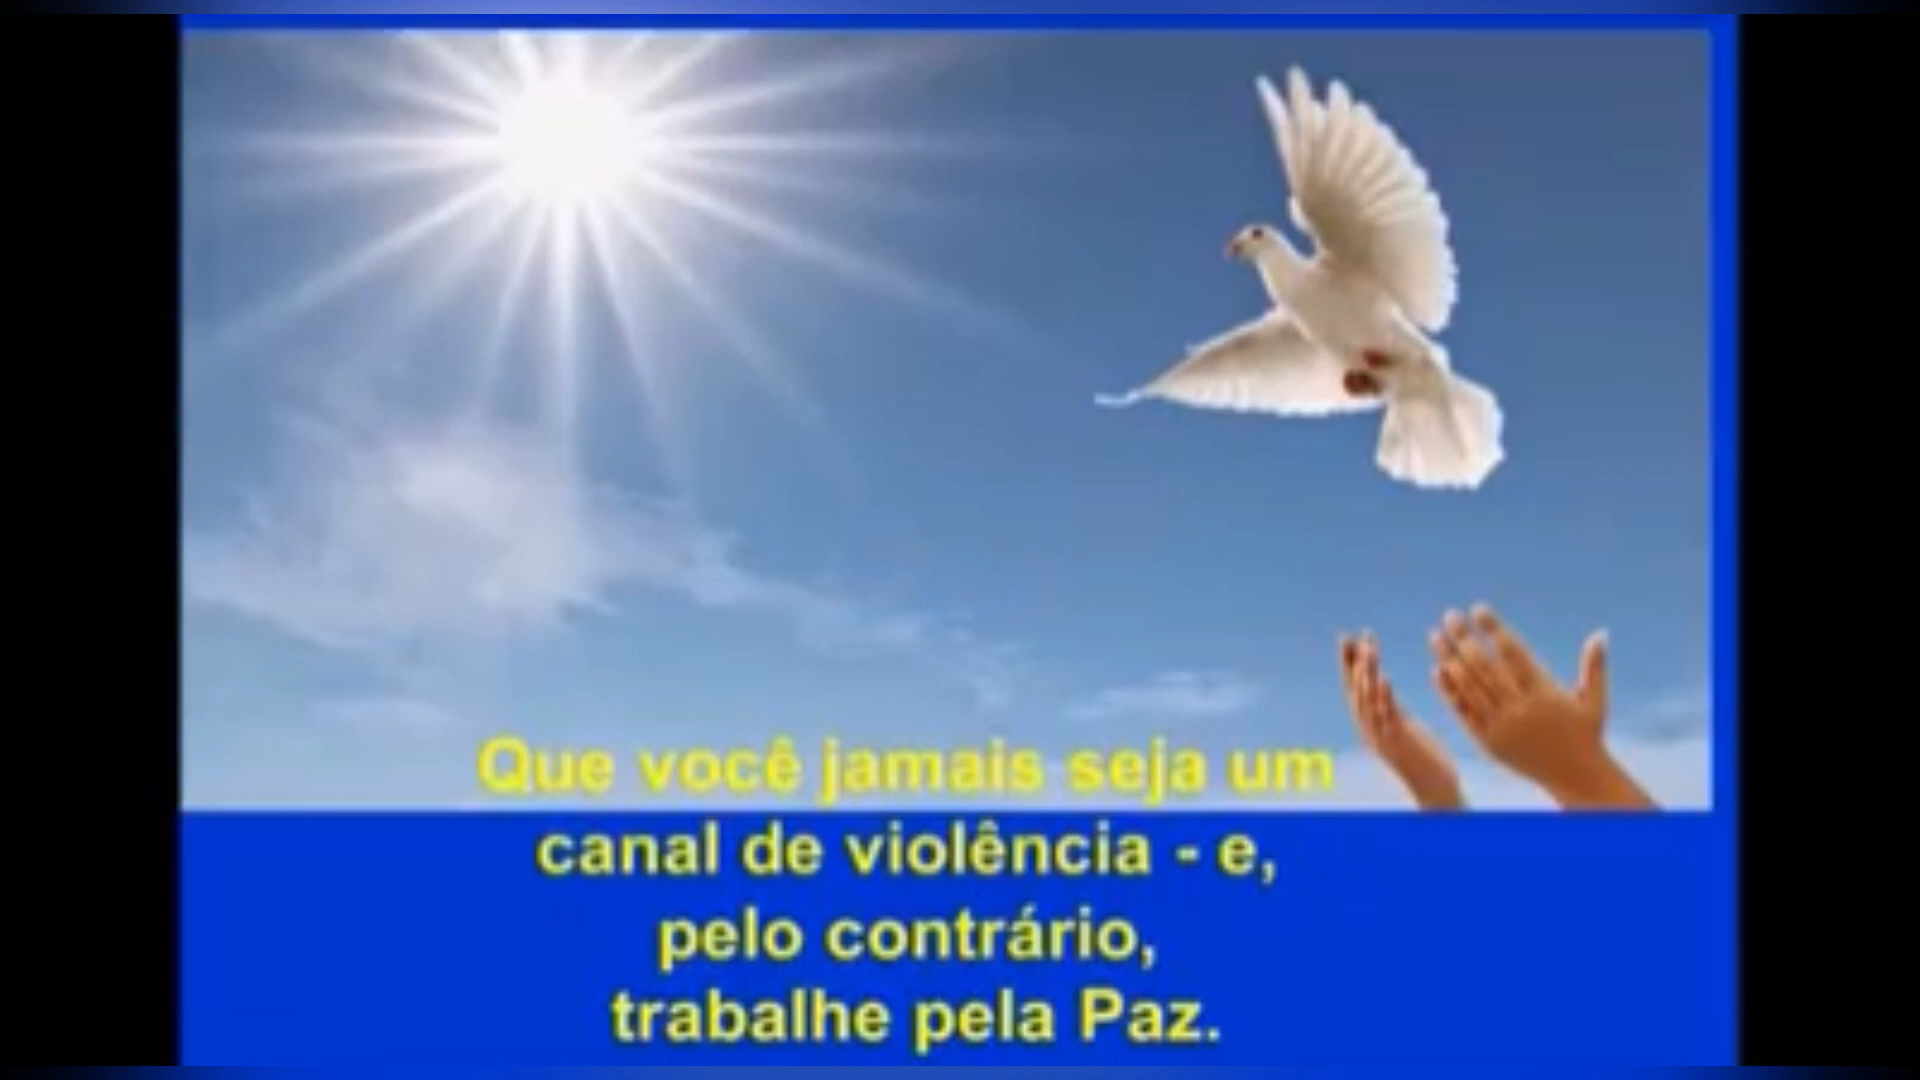 Que você jamais seja um
canal de violência - e,
pelo contrário,
trabalhe pela Paz.